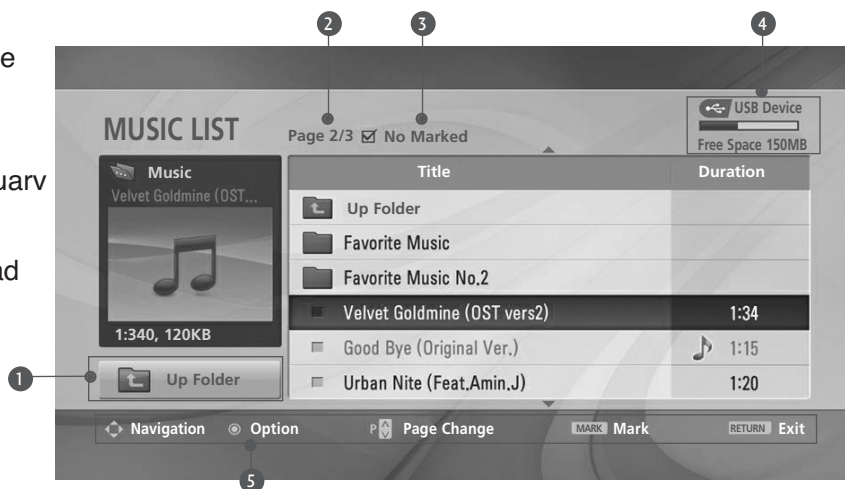 2 3 4
e
USB Device
MUSIC LIST
Page 2/3 No Marked
Free Space 150MB
Music
Title Duration
Velvet Goldmine (OST...
uary
Up Folder
Favorite Music
ad
Favorite Music No.2
Velvet Goldmine (OST vers2) 1:34
1:340, 120KB
Good Bye (Original Ver.) 1:15
1 Up Folder
Urban Nite (Feat.Amin.J) 1:20
Navigation Option P Page Change MARK Mark RETURN Exit
5